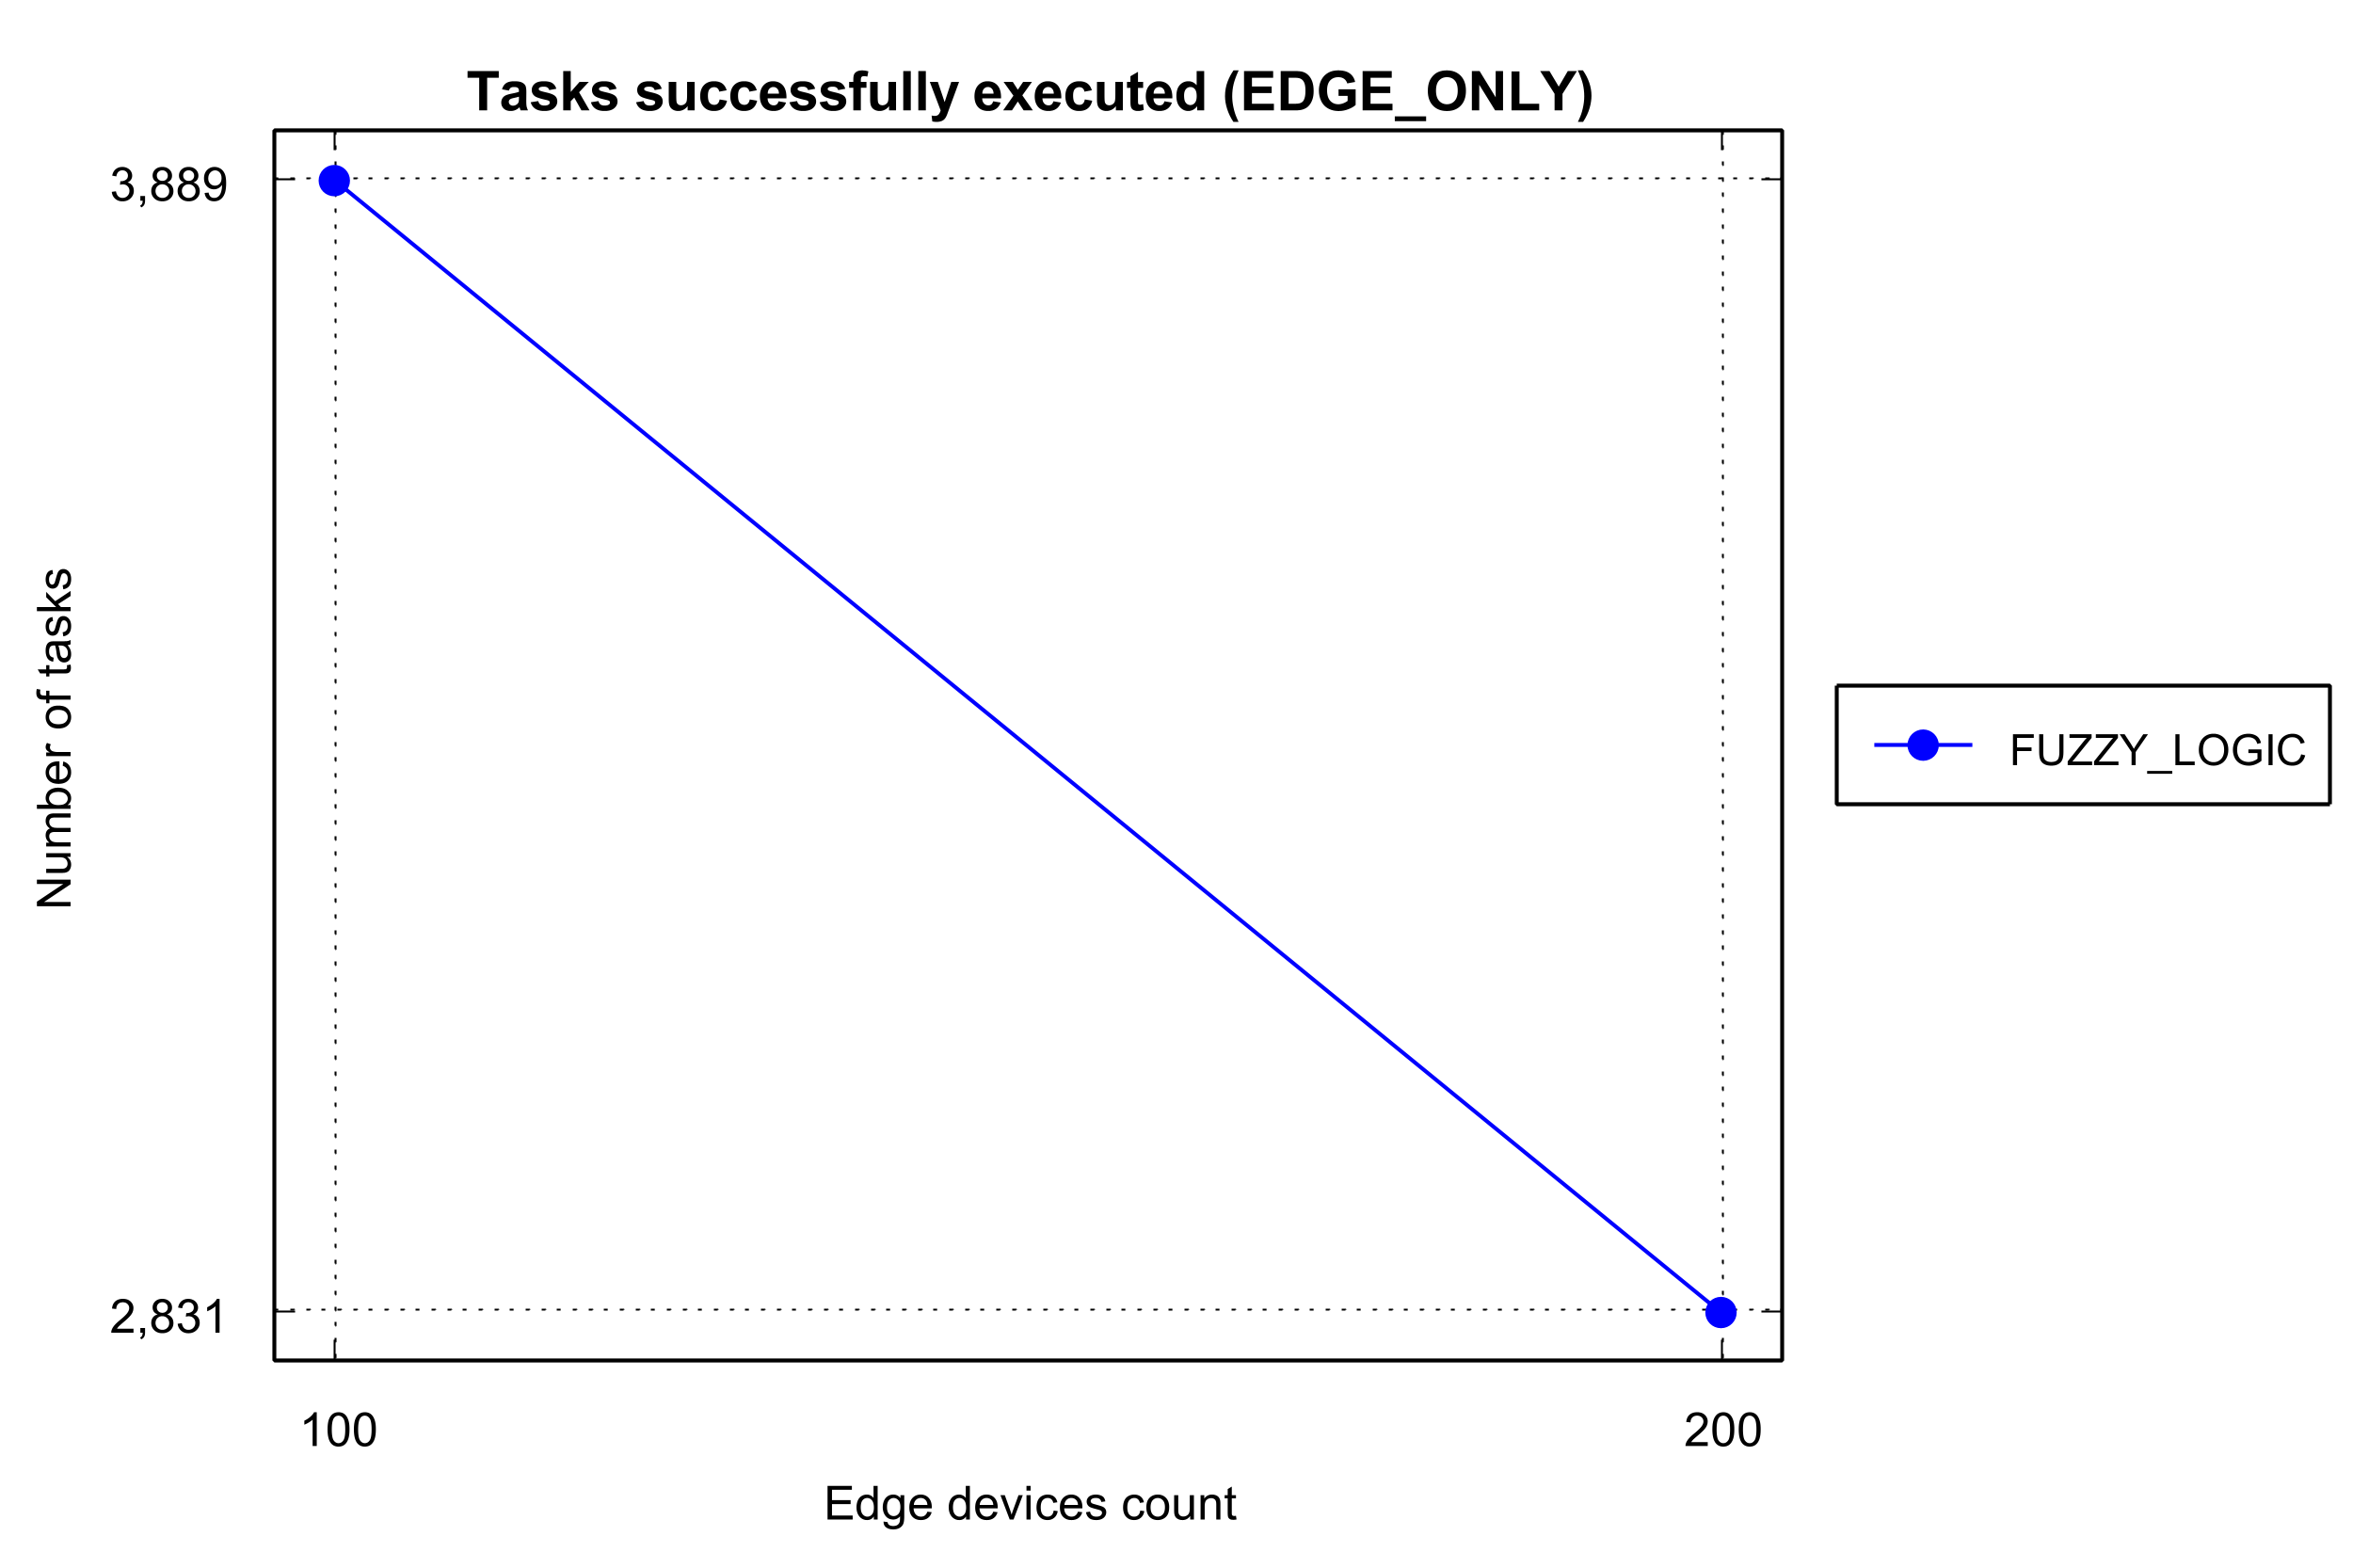 Tasks successfully executed (EDGE_ONLY)
3,889
Number of tasks
FUZZY_LOGIC
2,831
100
200
Edge devices count